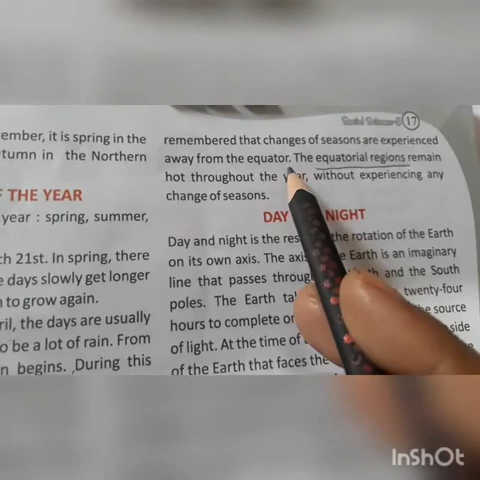 Social Science-5 17
ember, it is spring in the
tumn in the Northern
F THE YEAR
year : spring, summer,
ch 21st. In spring, there
e days slowly get longer
n to grow again.
ril, the days are usually
o be a lot of rain. From
n begins. During this
remembered that changes of seasons are experienced
away from the equator. The equatorial regions remain
hot throughout the year, without experiencing any
change of seasons.
DAY NIGHT
Day and night is the res the rotation of the Earth
on its own axis. The axis Earth is an imaginary
line that passes throug th and the South
poles. The Earth tak twenty-four
hours to complete on e source
of light. At the time of side
of the Earth that faces the
InShOt